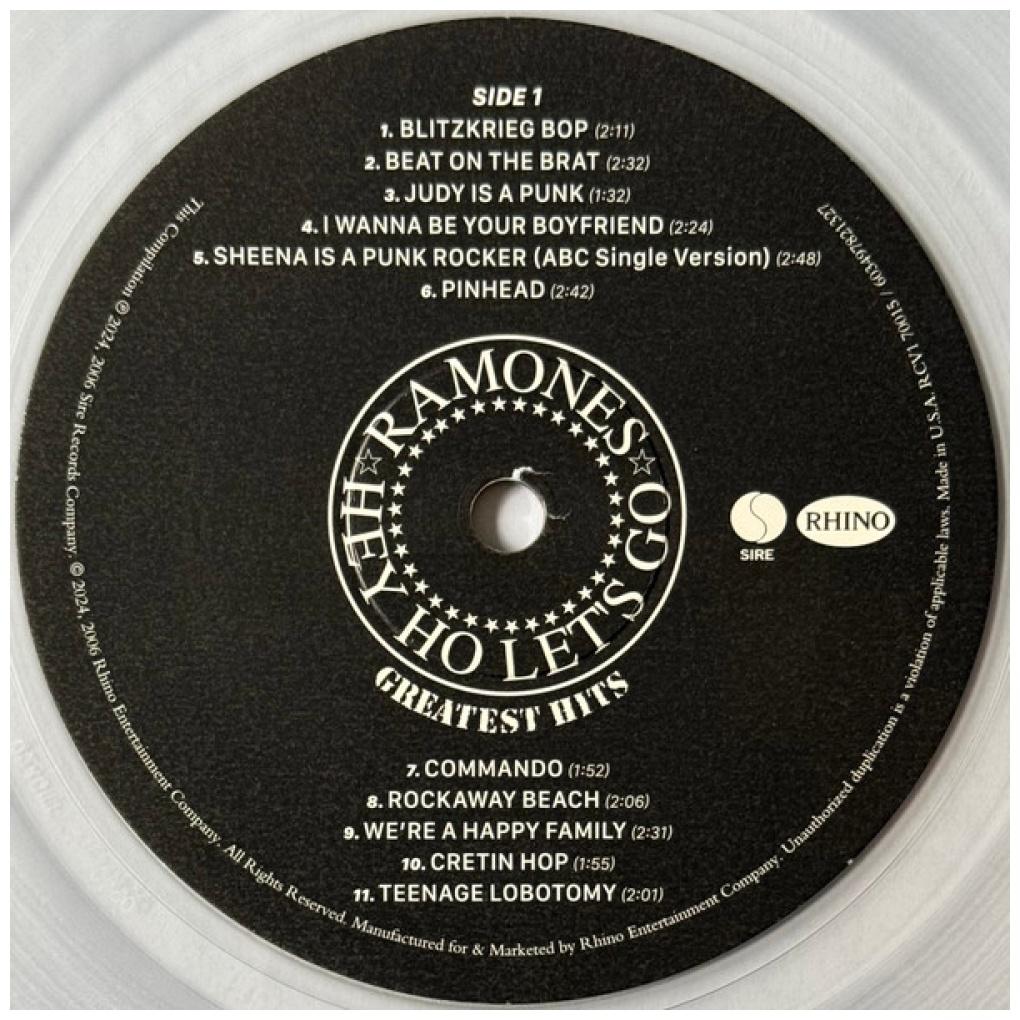 SIDE 1
1. BLITZKRIEG BOP (2:11)
2. BEAT ON THE BRAT (2:32)
3. JUDY IS A PUNK (1:32)
4. I WANNA BE YOUR BOYFRIEND (2:24)
5. SHEENA IS A PUNK ROCKER (ABC Single Version) (2:48)
6. PINHEAD (2:42)
RAMONES
HEY HO LET'S GO
GREATEST HITS
SIRE
RHINO
7. COMMANDO (1:52)
8. ROCKAWAY BEACH (2:06)
9. WE'RE A HAPPY FAMILY (2:31)
10. CRETIN HOP (1:55)
11. TEENAGE LOBOTOMY (2:01)
This Compilation ℗ 2024, 2006 Sire Records Company. © 2024, 2006 Rhino Entertainment Company. All Rights Reserved. Manufactured for & Marketed by Rhino Entertainment Company. Unauthorized duplication is a violation of applicable laws. Made in U.S.A. RCV1 70015 / 603497821327